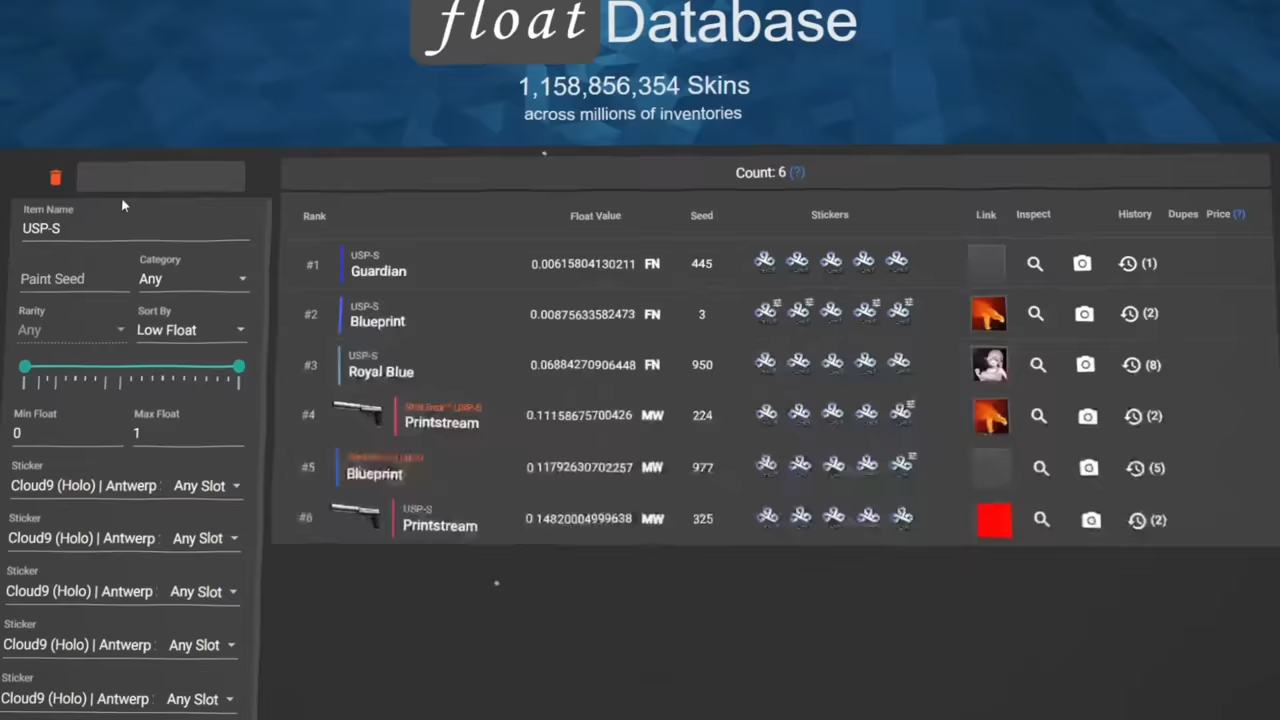 float Database
1,158,856,354 Skins
across millions of inventories
Count: 6 (?)
Item Name
USP-S
Paint Seed
Category
Any
Rarity
Any
Sort By
Low Float
Min Float
0
Max Float
1
Sticker
Cloud9 (Holo) | Antwerp Any Slot
Sticker
Cloud9 (Holo) | Antwerp Any Slot
Sticker
Cloud9 (Holo) | Antwerp Any Slot
Sticker
Cloud9 (Holo) | Antwerp Any Slot
Sticker
Cloud9 (Holo) | Antwerp Any Slot
Rank Float Value Seed Stickers Link Inspect History Dupes Price (?)
#1 USP-S
Guardian 0.00615804130211 FN 445 (1)
#2 USP-S
Blueprint 0.00875633582473 FN 3 (2)
#3 USP-S
Royal Blue 0.06884270906448 FN 950 (8)
#4 StatTrak™ USP-S
Printstream 0.11158675700426 MW 224 (2)
#5
Blueprint 0.11792630702257 MW 977 (5)
#6 USP-S
Printstream 0.14820004999638 MW 325 (2)